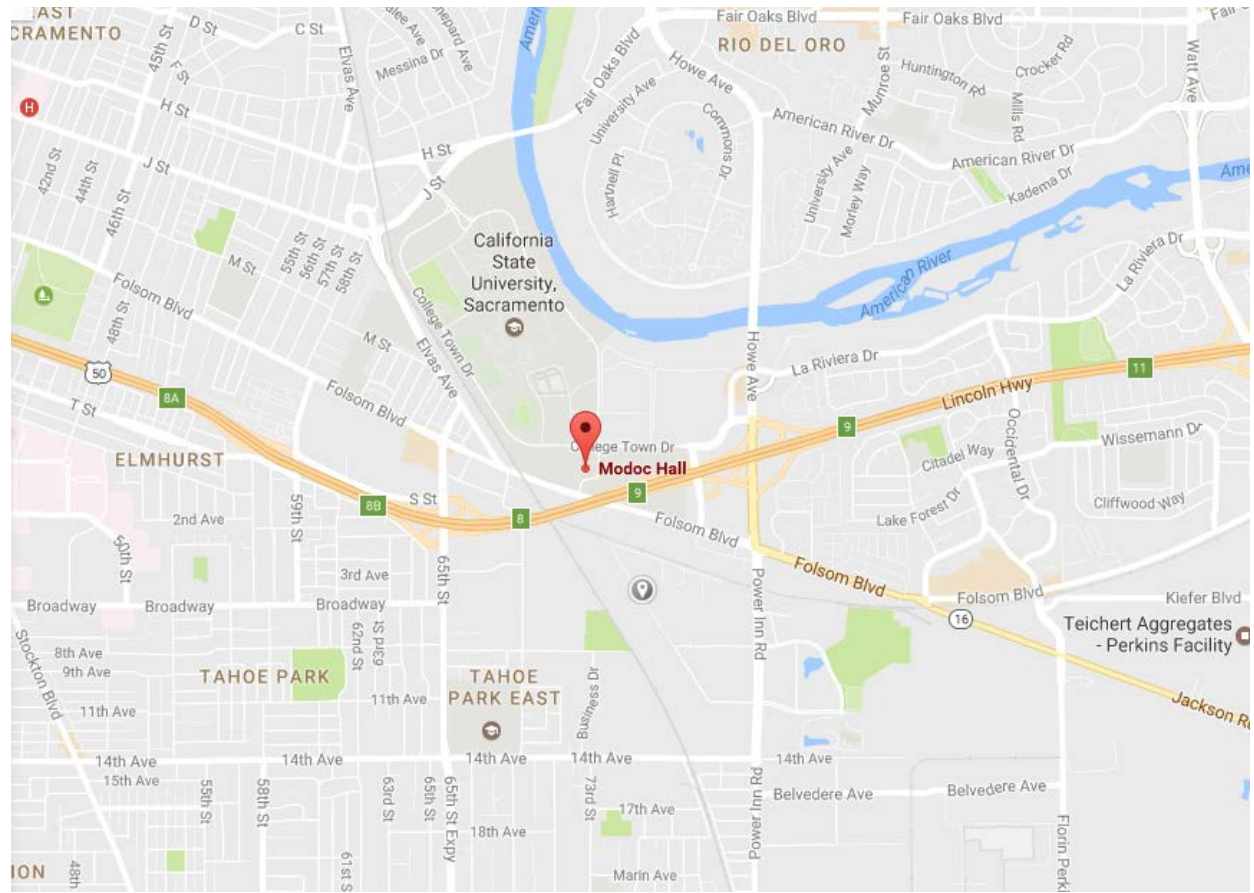 EAST
SACRAMENTO
D St
C St
45th St
F St
H St
H
J St
42nd St
44th St
46th St
Elvas Ave
Messina Dr
H St
J St
Fair Oaks Blvd
Howe Ave
Fair Oaks Blvd
Fair Oaks Blvd
RIO DEL ORO
Munroe St
Huntington Rd
Crocker Rd
Mills Rd
Watt Ave
University Ave
Commons Dr
Hartnell Pl
American River Dr
American River Dr
University Ave
Morley Way
Kadema Dr
American River
La Riviera Dr
California
State
University,
Sacramento
M St
55th St
56th St
57th St
58th St
Folsom Blvd
48th St
M St
College Town Dr
Elvas Ave
Folsom Blvd
50
8A
T St
ELMHURST
S St
8B
8
9
9
11
Howe Ave
La Riviera Dr
Lincoln Hwy
College Town Dr
Modoc Hall
Folsom Blvd
Occidental Dr
Wissemann Dr
Citadel Way
Lake Forest Dr
Cliffwood Way
2nd Ave
59th St
50th St
3rd Ave
65th St
Broadway
Broadway
Broadway
62nd St
63rd St
Power Inn Rd
Folsom Blvd
Folsom Blvd
16
Kiefer Blvd
Teichert Aggregates
- Perkins Facility
Jackson Rd
Stockton Blvd
8th Ave
9th Ave
TAHOE PARK
11th Ave
11th Ave
TAHOE
PARK EAST
Business Dr
14th Ave
14th Ave
14th Ave
14th Ave
14th Ave
15th Ave
55th St
58th St
63rd St
65th St
65th St Expy
73rd St
17th Ave
18th Ave
Power Inn Rd
Belvedere Ave
Belvedere Ave
Florin Perki
48th
61st St
Marin Ave
ION